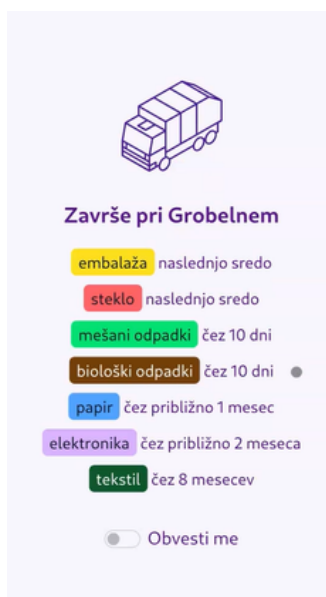 Završe pri Grobelnem
embalaža naslednjo sredo
steklo naslednjo sredo
mešani odpadki čez 10 dni
biološki odpadki čez 10 dni
papir čez približno 1 mesec
elektronika čez približno 2 meseca
tekstil čez 8 mesecev
Obvesti me